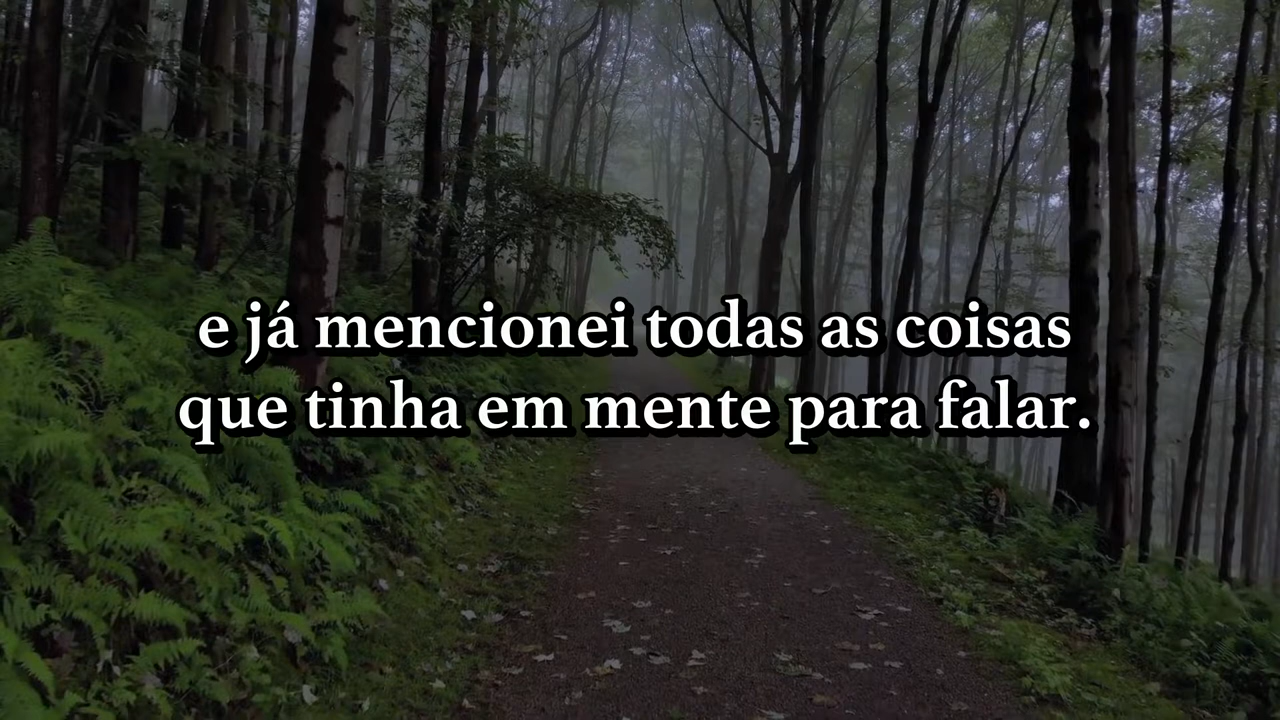 e já mencionei todas as coisas
que tinha em mente para falar.